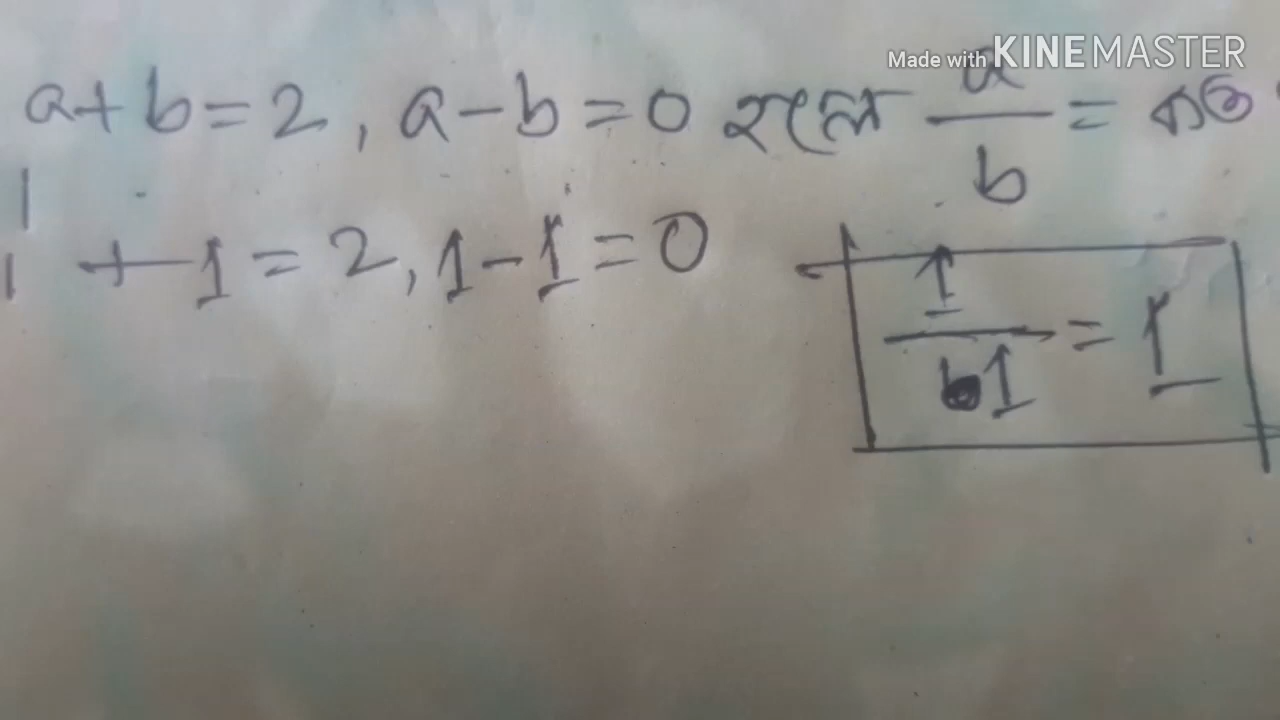 Made with KINEMASTER
a + b = 2, a - b = 0 হলে a/b = কত
1 + 1 = 2, 1 - 1 = 0
1/1 = 1